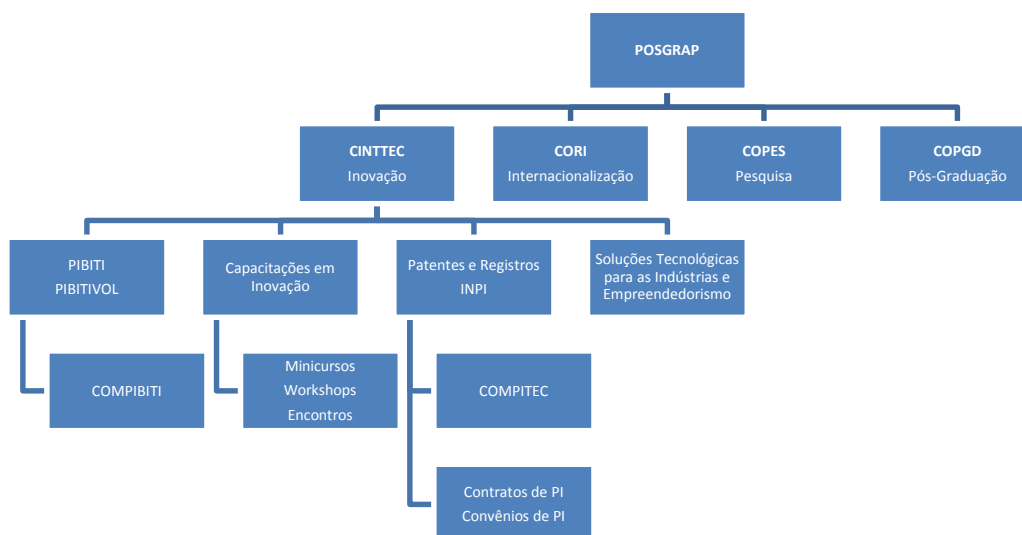 POSGRAP
CINTTEC
Inovação
CORI
Internacionalização
COPES
Pesquisa
COPGD
Pós-Graduação
PIBITI
PIBITIVOL
Capacitações em
Inovação
Patentes e Registros
INPI
Soluções Tecnológicas
para as Indústrias e
Empreendedorismo
COMPIBITI
Minicursos
Workshops
Encontros
COMPITEC
Contratos de PI
Convênios de PI